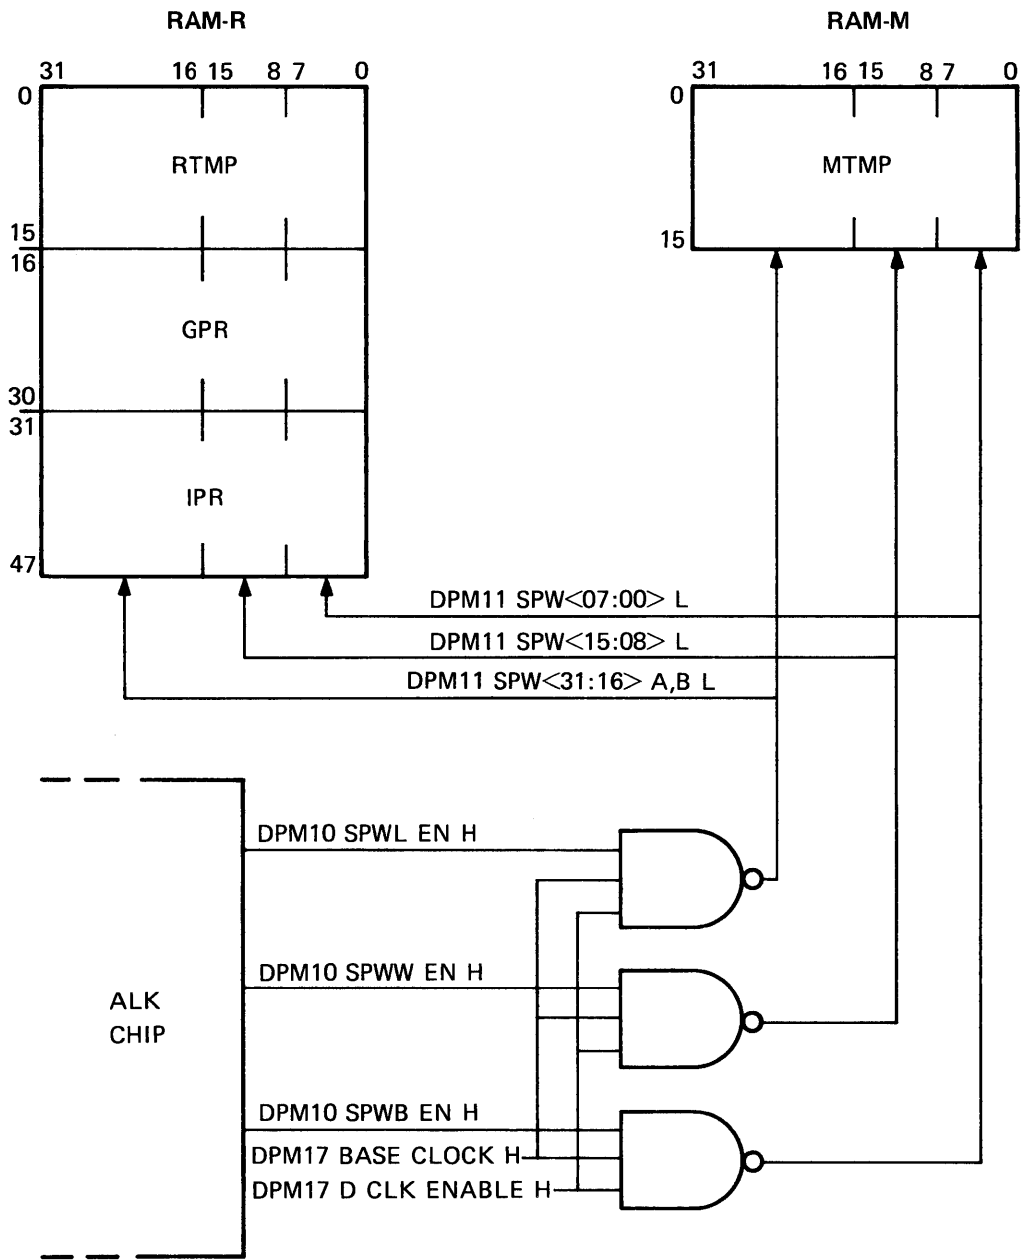 RAM-R
RAM-M
31 16 15 8 7 0
31 16 15 8 7 0
0
0
RTMP
MTMP
15
15
16
GPR
30
31
IPR
47
DPM11 SPW<07:00> L
DPM11 SPW<15:08> L
DPM11 SPW<31:16> A,B L
DPM10 SPWL EN H
DPM10 SPWW EN H
ALK
CHIP
DPM10 SPWB EN H
DPM17 BASE CLOCK H
DPM17 D CLK ENABLE H